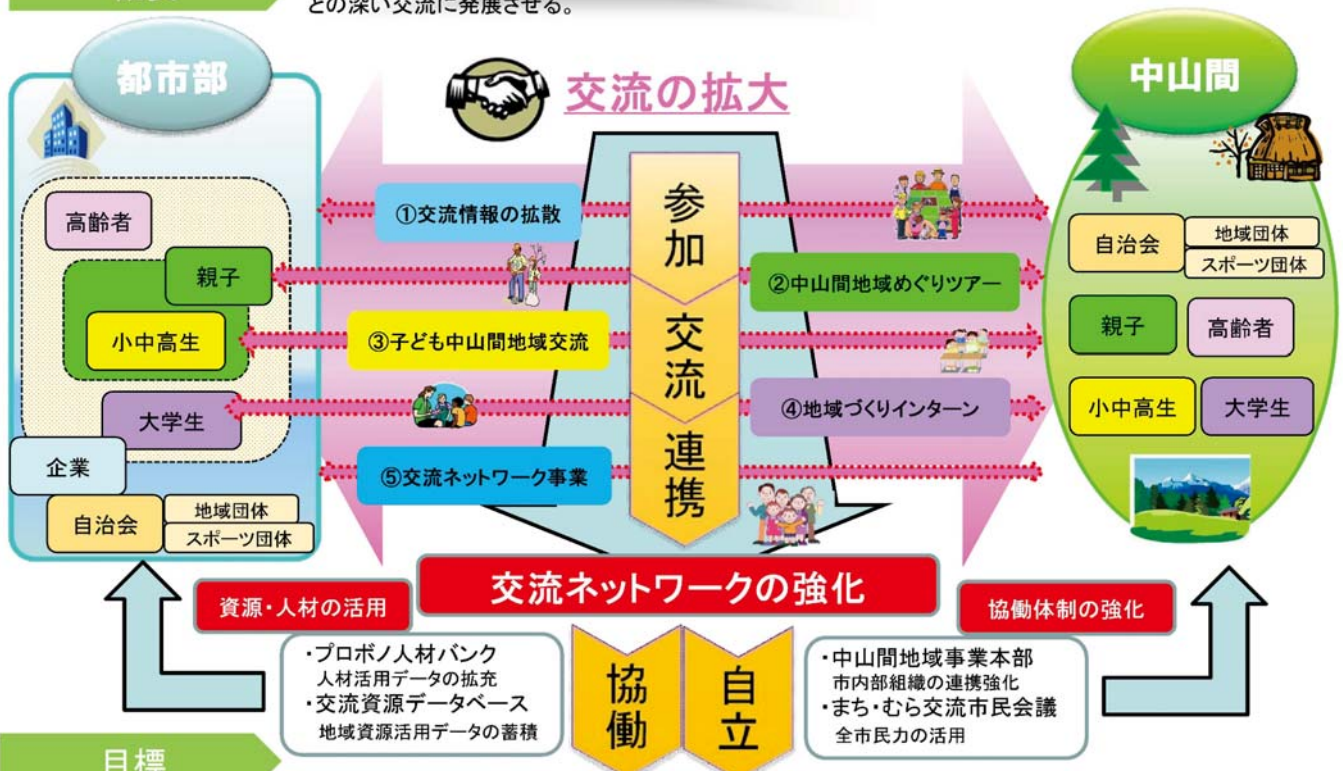 との深い交流に発展させる。
都市部
中山間
交流の拡大
参加
交流
連携
高齢者
親子
小中高生
大学生
企業
自治会
地域団体
スポーツ団体
①交流情報の拡散
②中山間地域めぐりツアー
③子ども中山間地域交流
④地域づくりインターン
⑤交流ネットワーク事業
自治会
地域団体
スポーツ団体
親子
高齢者
小中高生
大学生
交流ネットワークの強化
資源・人材の活用
協働体制の強化
・プロボノ人材バンク
人材活用データの拡充
・交流資源データベース
地域資源活用データの蓄積
協働
自立
・中山間地域事業本部
市内部組織の連携強化
・まち・むら交流市民会議
全市民力の活用
目標